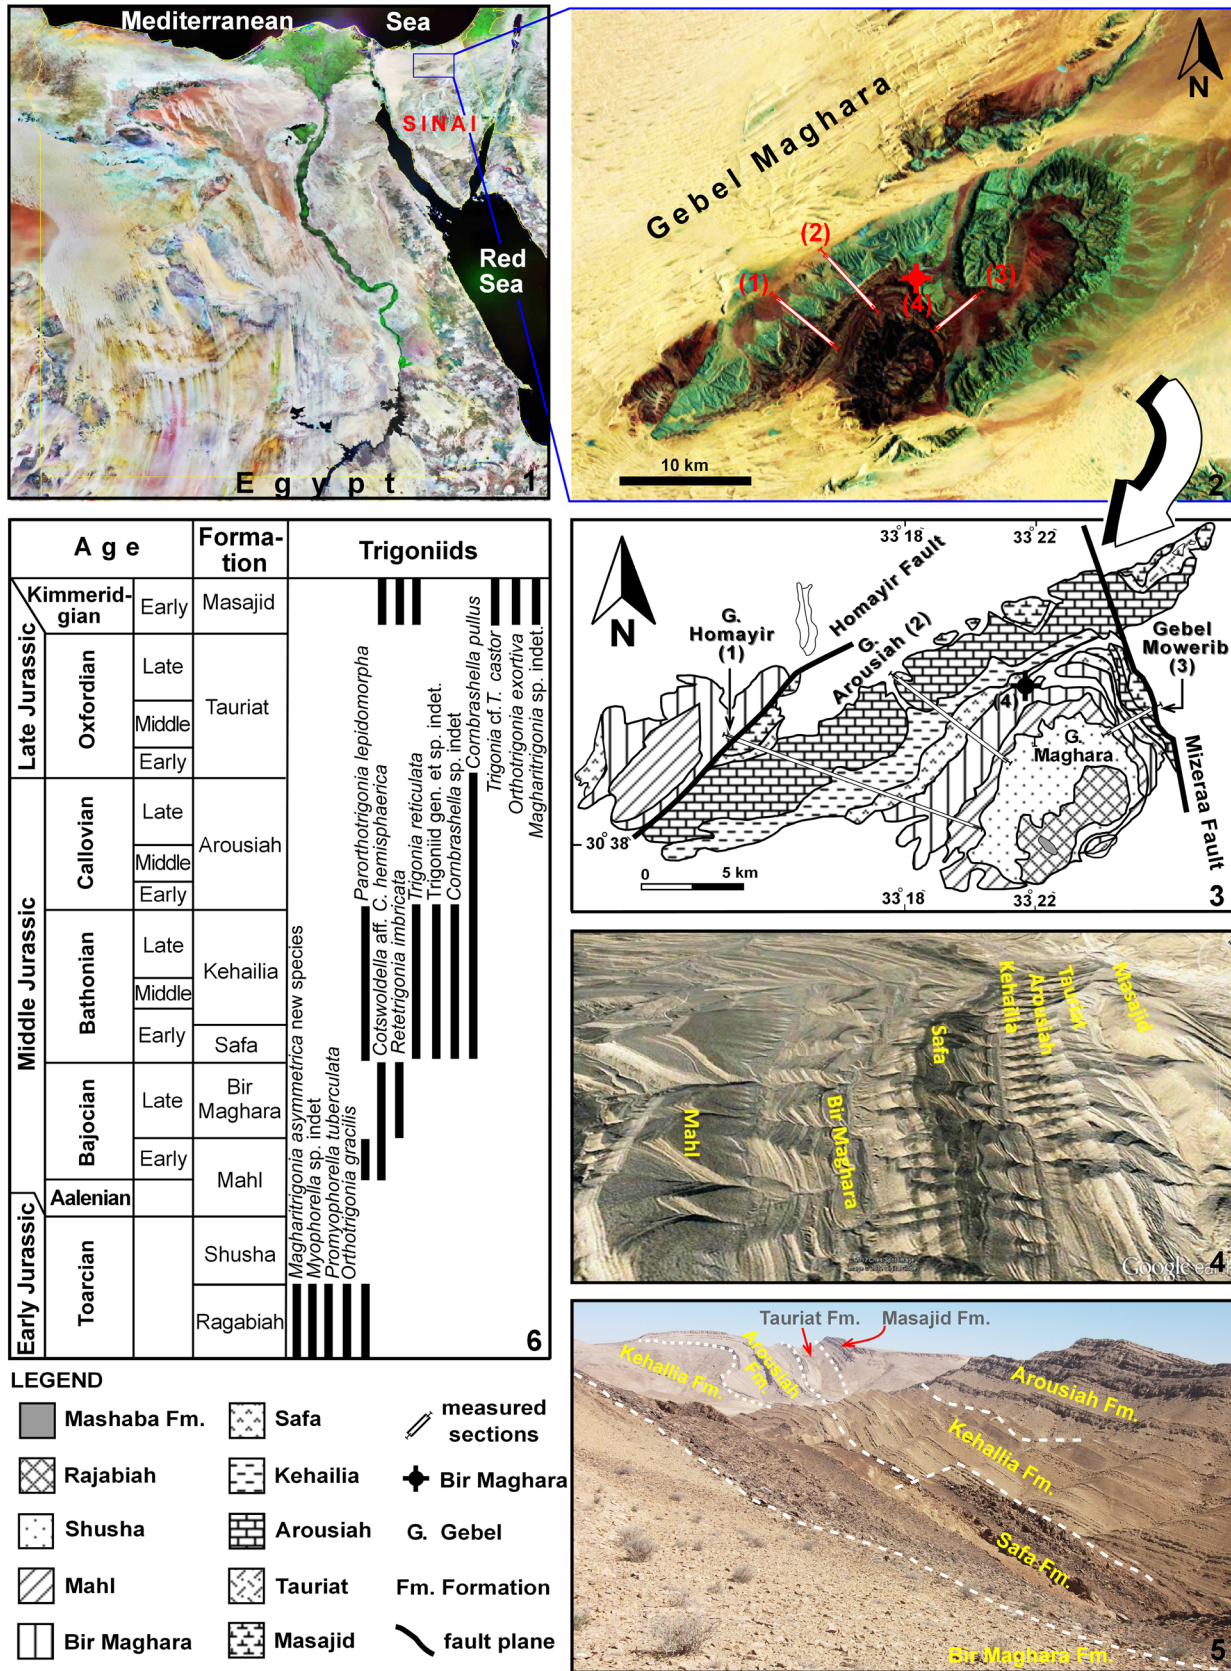 Mediterranean Sea
SINAI
Red
Sea
Egypt
1
Gebel Maghara
N
(1)
(2)
(3)
(4)
10 km
2
33° 18`
33° 22`
N
G.
Homayir
(1)
Homayir Fault
G.
Arousiah (2)
Gebel
Mowerib
(3)
(4)
G.
Maghara
Mizeraa Fault
30° 38`
0 5 km
33° 18`
33° 22`
3
Mahl
Bir Maghara
Safa
Kehailla
Arousiah
Taurist
Masajid
Google earth
4
Tauriat Fm.
Masajid Fm.
Kehallia Fm.
Arousiah
Fm.
Arousiah Fm.
Kehallia Fm.
Safa Fm.
Bir Maghara Fm.
5
Age
Forma-
tion
Trigoniids
Late Jurassic
Middle Jurassic
Early Jurassic
Kimmerid-
gian
Early
Masajid
Oxfordian
Late
Middle
Early
Tauriat
Callovian
Late
Middle
Early
Arousiah
Bathonian
Late
Middle
Early
Kehailia
Safa
Bajocian
Late
Early
Bir
Maghara
Mahl
Aalenian
Toarcian
Shusha
Ragabiah
Magharitrigonia asymmetrica new species
Myophorella sp. indet
Promyophorella tuberculata
Orthotrigonia gracilis
Parorthotrigonia lepidomorpha
Cotswoldella aff. C. hemisphaerica
Retetrigonia imbricata
Trigonia reticulata
Trigoniid gen. et sp. indet.
Cornbrashella sp. indet
Cornbrashella pullus
Trigonia cf. T. castor
Orthotrigonia exortiva
Magharitrigonia sp. indet.
6
LEGEND
Mashaba Fm.
Rajabiah
Shusha
Mahl
Bir Maghara
Safa
Kehailia
Arousiah
Tauriat
Masajid
measured
sections
Bir Maghara
G. Gebel
Fm. Formation
fault plane